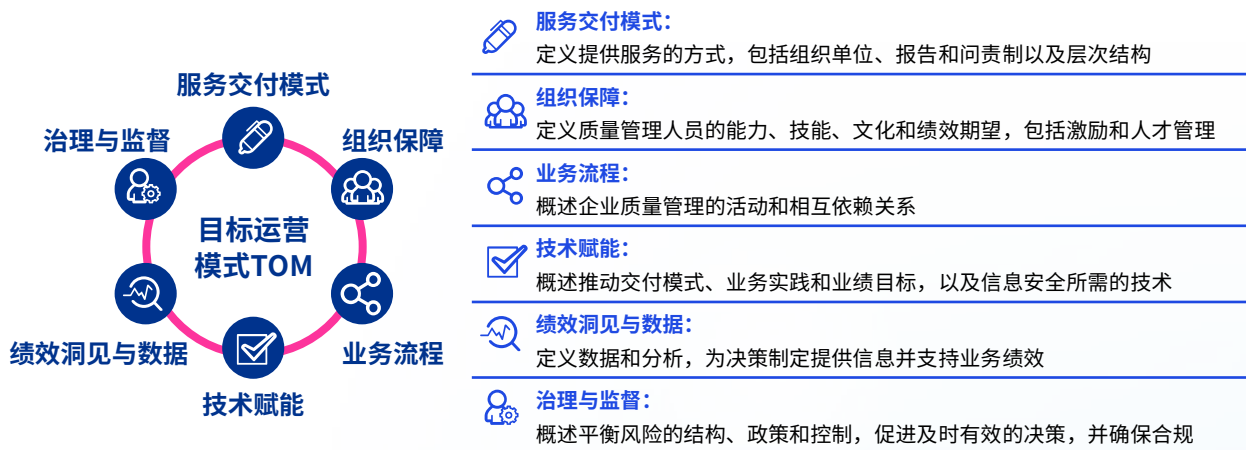 服务交付模式
治理与监督
组织保障
目标运营
模式TOM
绩效洞见与数据
业务流程
技术赋能
服务交付模式：
定义提供服务的方式，包括组织单位、报告和问责制以及层次结构
组织保障：
定义质量管理人员的能力、技能、文化和绩效期望，包括激励和人才管理
业务流程：
概述企业质量管理的活动和相互依赖关系
技术赋能：
概述推动交付模式、业务实践和业绩目标，以及信息安全所需的技术
绩效洞见与数据：
定义数据和分析，为决策制定提供信息并支持业务绩效
治理与监督：
概述平衡风险的结构、政策和控制，促进及时有效的决策，并确保合规